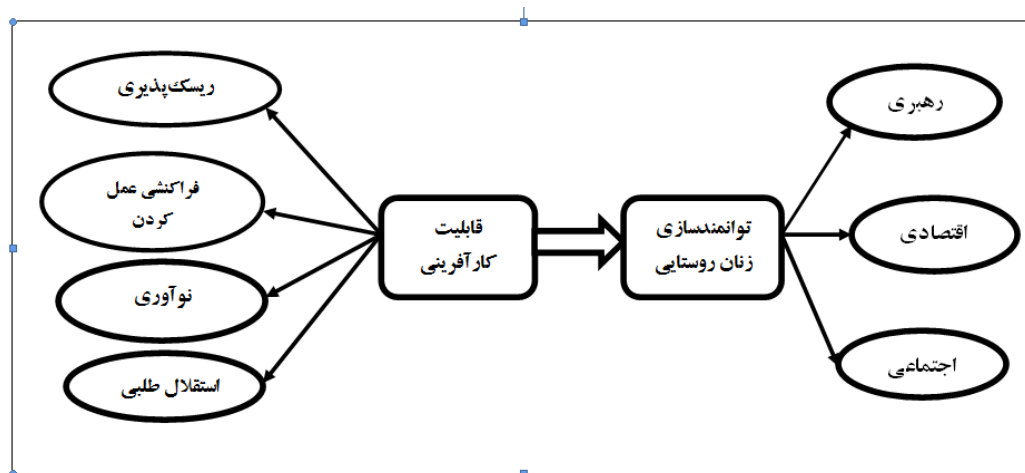 رهبری
اقتصادی
اجتماعی
توانمندسازی
زنان روستایی
قابلیت
کارآفرینی
ریسک‌پذیری
فراکنشی عمل
کردن
نوآوری
استقلال طلبی